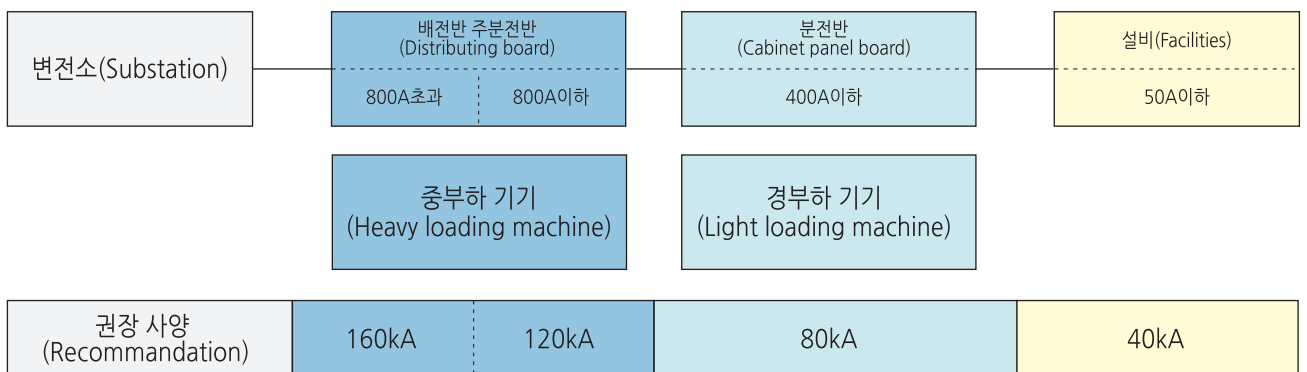 변전소(Substation)
배전반 주분전반
(Distributing board)
800A초과
800A이하
분전반
(Cabinet panel board)
400A이하
설비(Facilities)
50A이하
중부하 기기
(Heavy loading machine)
경부하 기기
(Light loading machine)
권장 사양
(Recommandation)
160kA
120kA
80kA
40kA